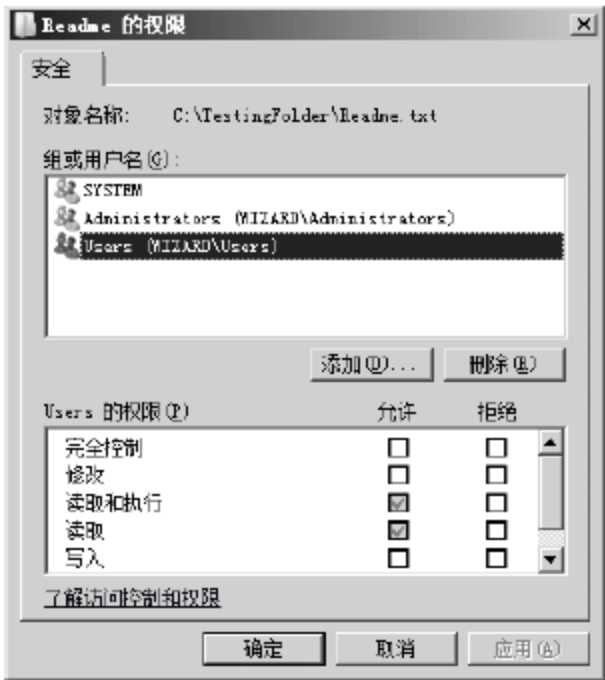 Readme 的权限
安全
对象名称: C:\TestingFolder\Readme.txt
组或用户名(G):
SYSTEM
Administrators (WIZARD\Administrators)
Users (WIZARD\Users)
添加(D)... 删除(R)
Users 的权限(P) 允许 拒绝
完全控制
修改
读取和执行
读取
写入
了解访问控制和权限
确定 取消 应用(A)